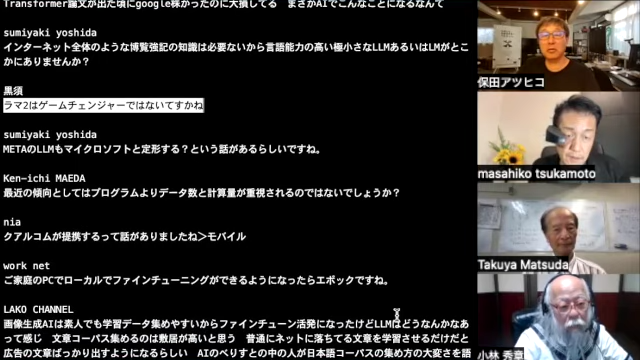 Transformer論文が出た頃にgoogle株かったのに大損してる　まさかAIでこんなことになるなんて
sumiyaki yoshida
インターネット全体のような博覧強記の知識は必要ないから言語能力の高い極小さなLLMあるいはLMがとこ
かにありませんか?
黒須
ラマ2はゲームチェンジャーではないてすかね
sumiyaki yoshida
METAのLLMもマイクロソフトと定形する?という話があるらしいですね。
Ken-ichi MAEDA
最近の傾向としてはプログラムよりデータ数と計算量が重視されるのではないでしょうか?
nia
クアルコムが提携するって話がありましたね>モバイル
work net
ご家庭のPCでローカルでファインチューニングができるようになったらエポックですね。
LAKO CHANNEL
画像生成AIは素人でも学習データ集めやすいからファインチューン活発になったけどLLMはどうなんかなあ
って感じ　文章コーパス集めるのは敷居が高いと思う　普通にネットに落ちてる文章を学習させるだけだと
広告の文章ばっかり出すようになるらしい　AIのべりすとの中の人が日本語コーパスの集め方の大変さを語
保田アツヒコ
masahiko tsukamoto
Takuya Matsuda
小林 秀章